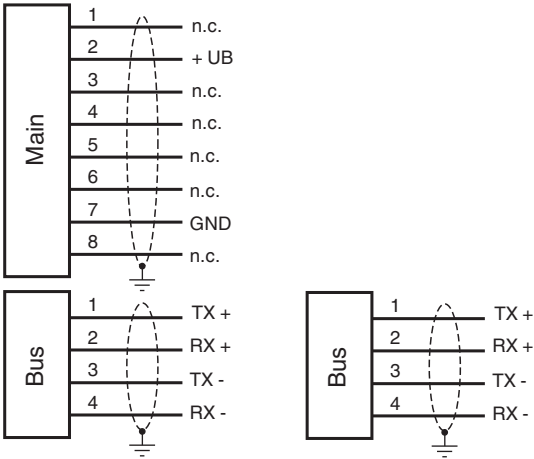 Main
1 n.c.
2 + UB
3 n.c.
4 n.c.
5 n.c.
6 n.c.
7 GND
8 n.c.
Bus
1 TX +
2 RX +
3 TX -
4 RX -
Bus
1 TX +
2 RX +
3 TX -
4 RX -